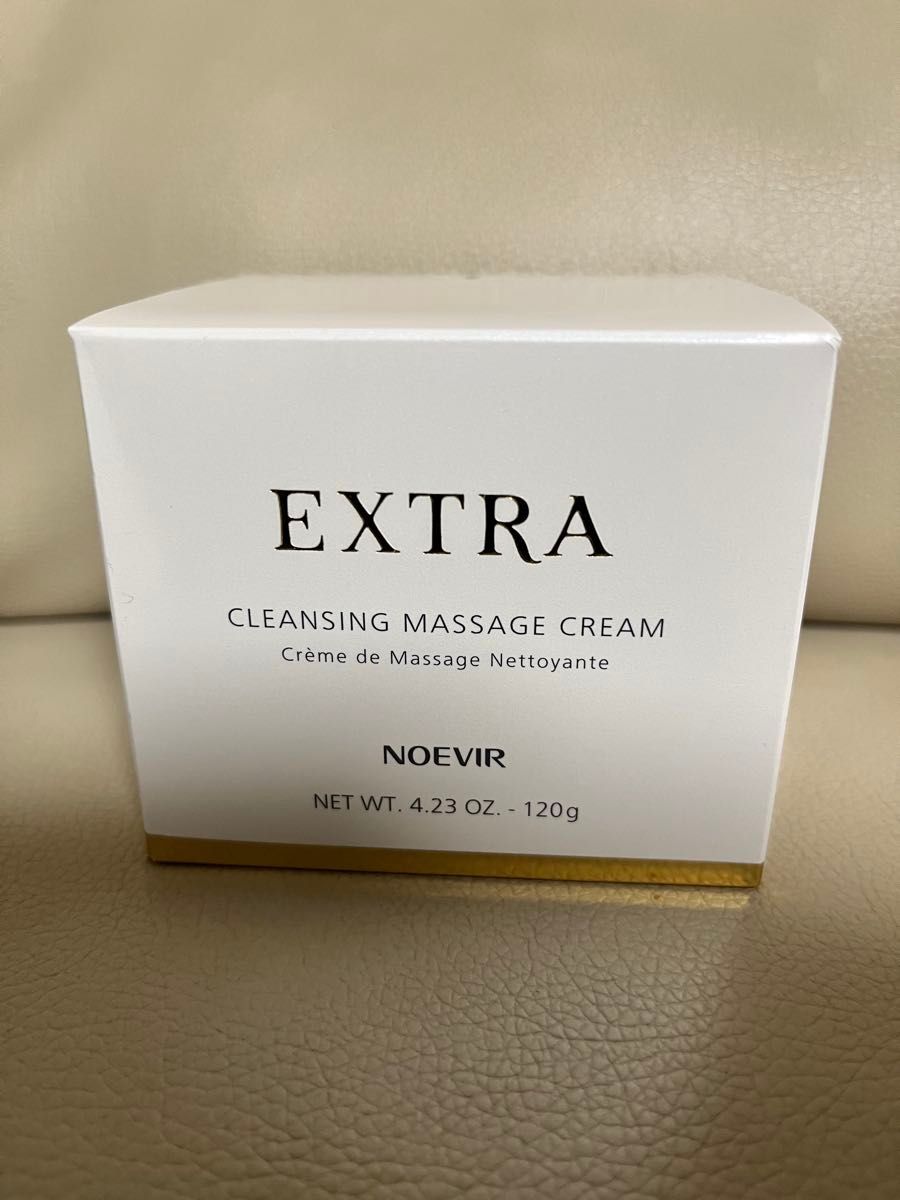 EXTRA
CLEANSING MASSAGE CREAM
Crème de Massage Nettoyante
NOEVIR
NET WT. 4.23 OZ. - 120g